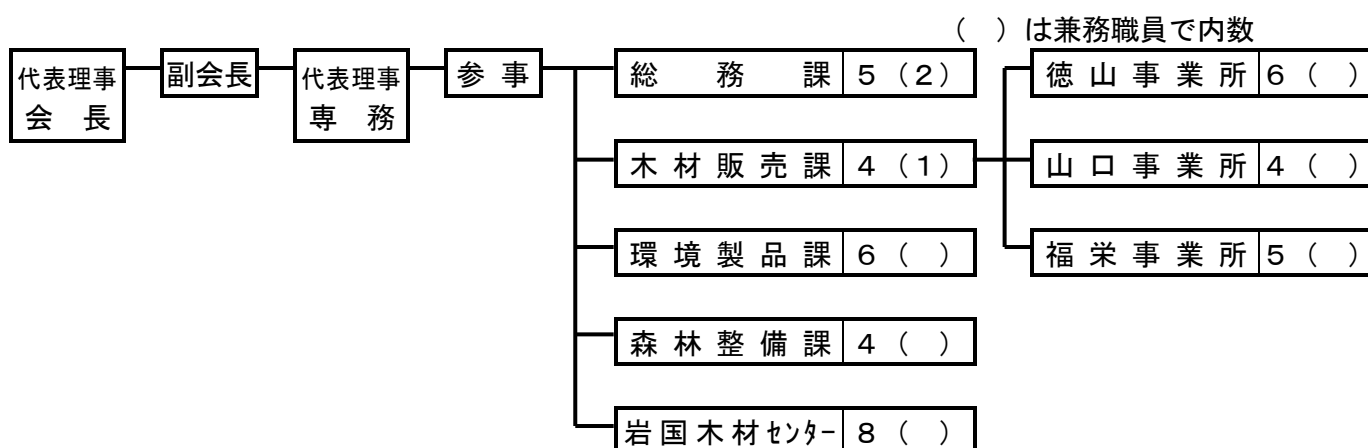 （　）は兼務職員で内数
代表理事
会　長
副会長
代表理事
専　務
参　事
総　務　課 5（2）
木材販売課 4（1）
環境製品課 6（　）
森林整備課 4（　）
岩国木材ｾﾝﾀｰ 8（　）
徳山事業所 6（　）
山口事業所 4（　）
福栄事業所 5（　）